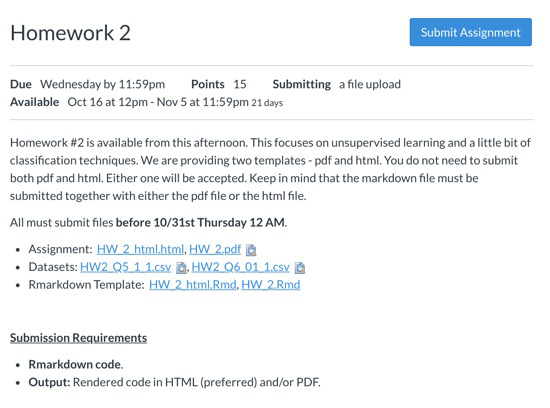 Homework 2
Submit Assignment
Due Wednesday by 11:59pm Points 15 Submitting a file upload
Available Oct 16 at 12pm - Nov 5 at 11:59pm 21 days
Homework #2 is available from this afternoon. This focuses on unsupervised learning and a little bit of
classification techniques. We are providing two templates - pdf and html. You do not need to submit
both pdf and html. Either one will be accepted. Keep in mind that the markdown file must be
submitted together with either the pdf file or the html file.
All must submit files before 10/31st Thursday 12 AM.
• Assignment: HW_2_html.html, HW_2.pdf
• Datasets: HW2_Q5_1_1.csv , HW2_Q6_01_1.csv
• Rmarkdown Template: HW_2_html.Rmd, HW_2.Rmd
Submission Requirements
• Rmarkdown code.
• Output: Rendered code in HTML (preferred) and/or PDF.